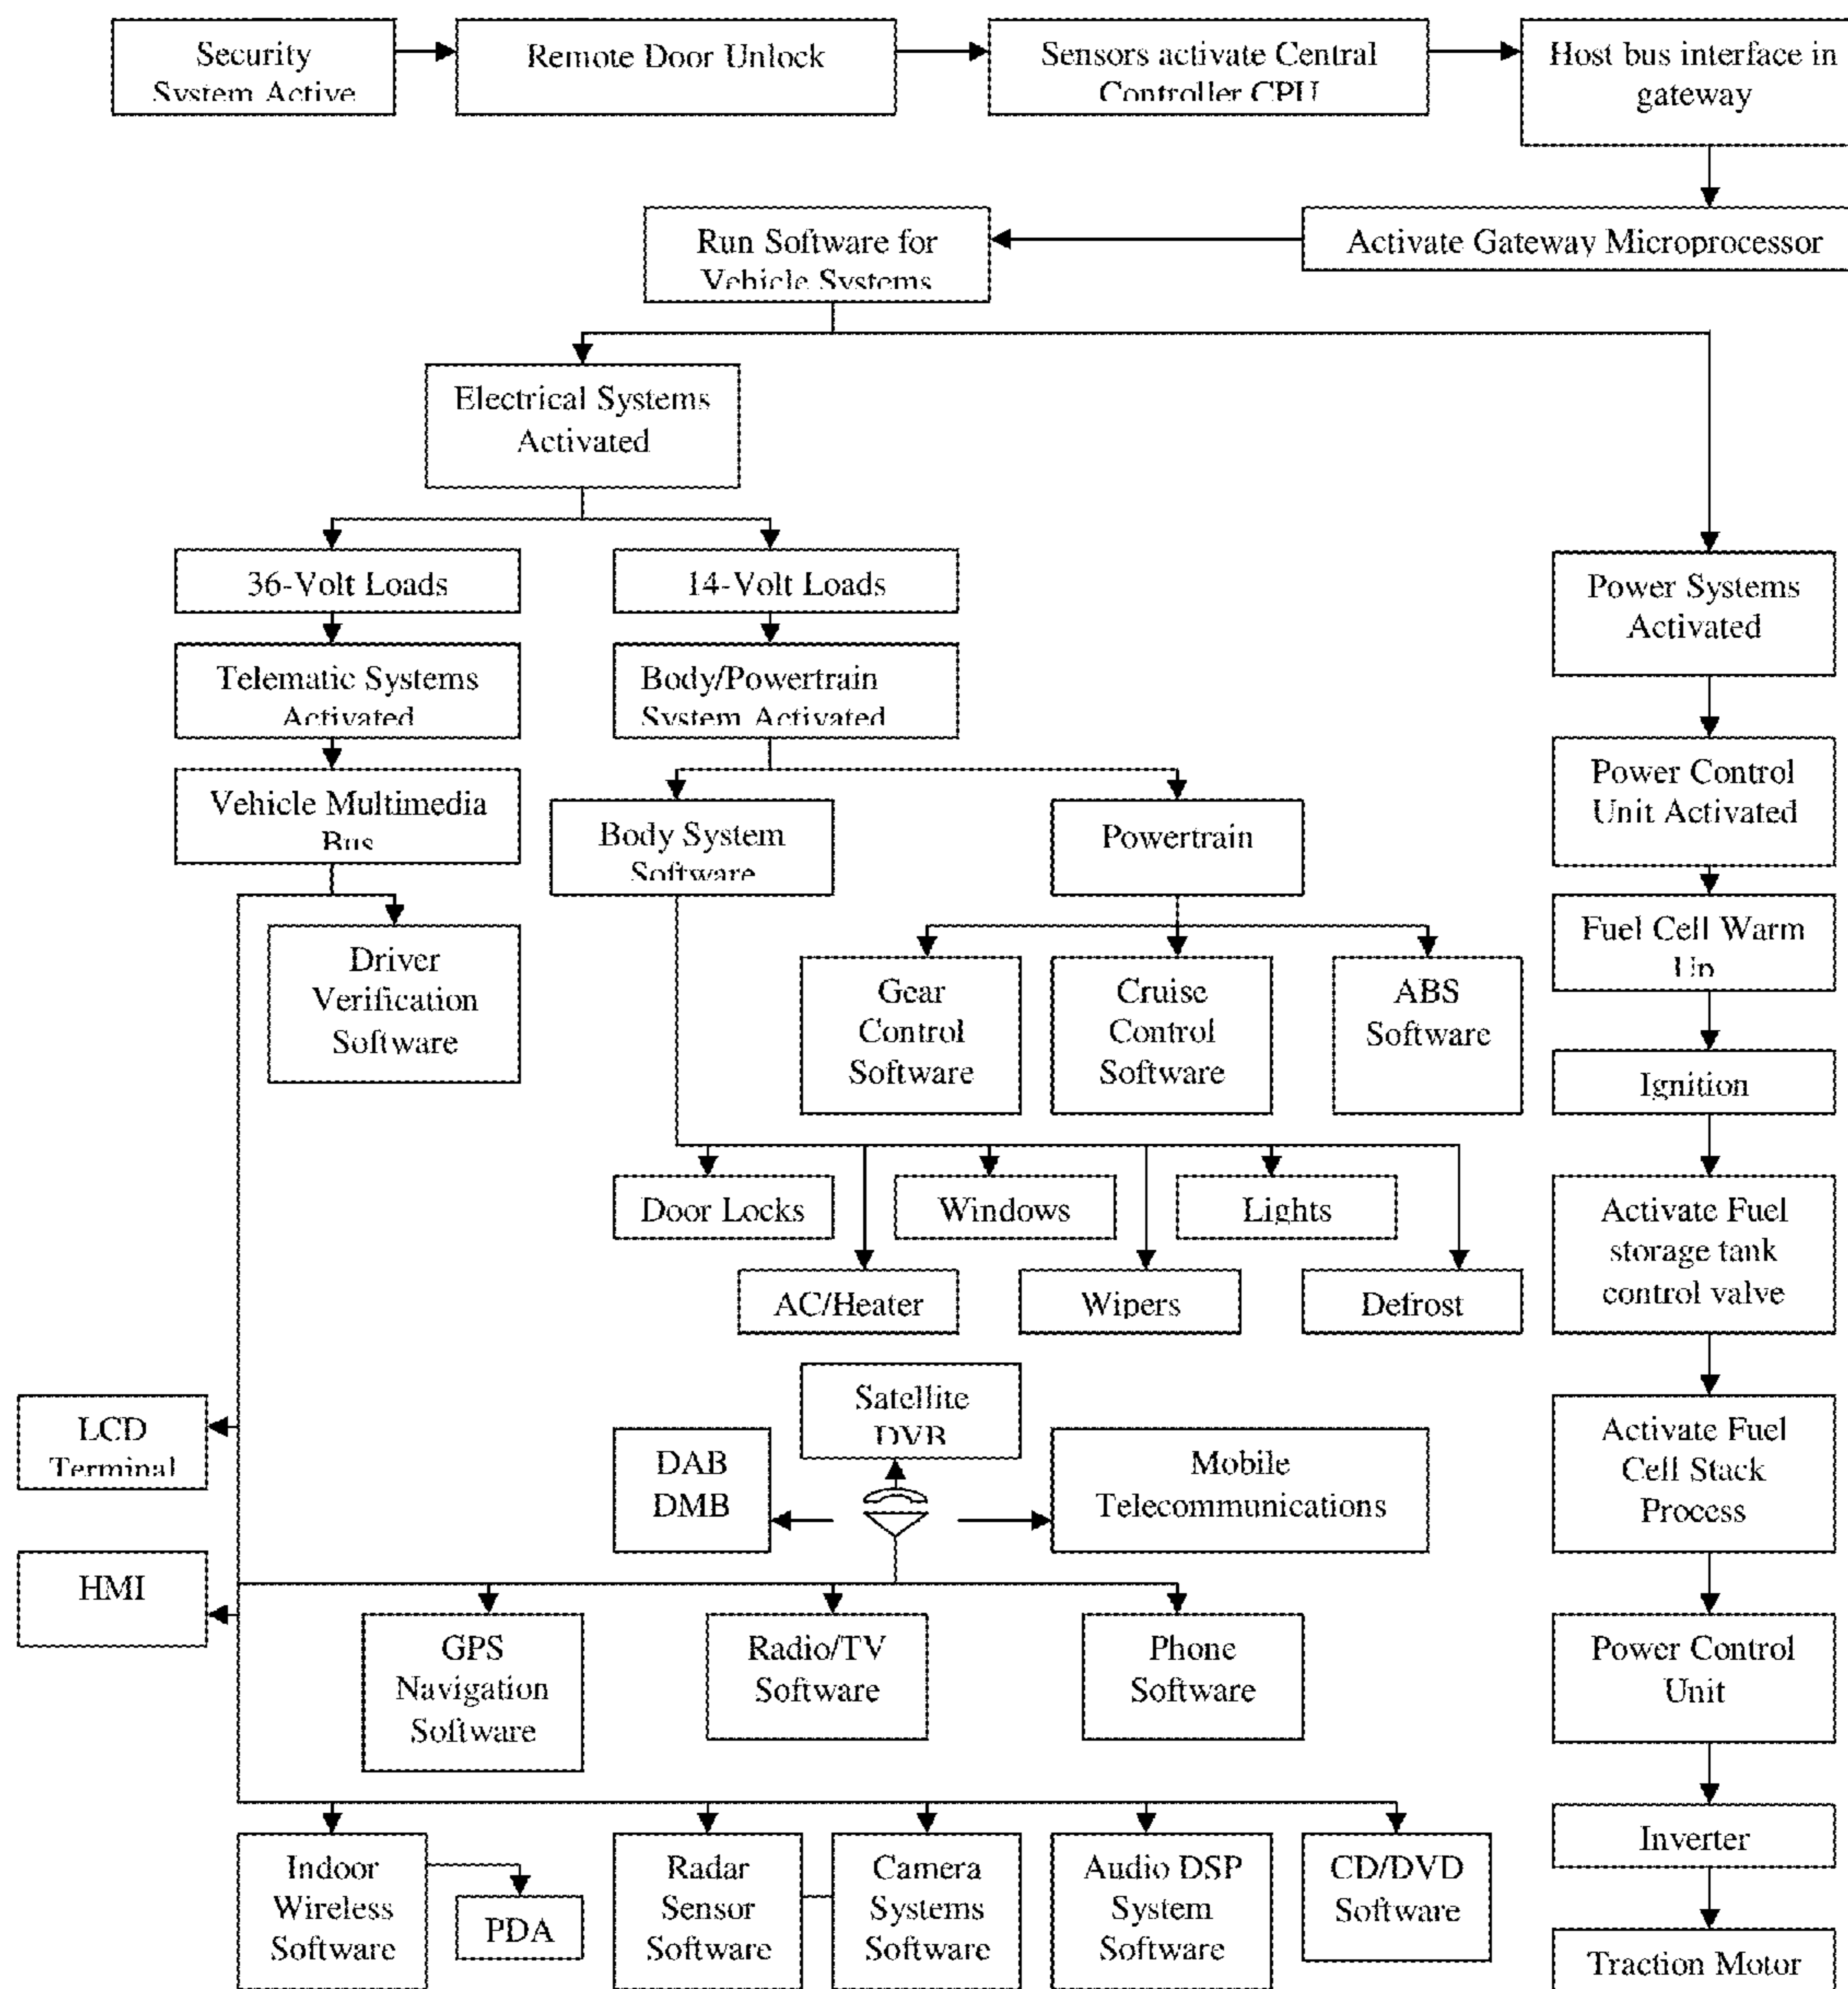 Security
System Active
Remote Door Unlock
Sensors activate Central
Controller CPU
Host bus interface in
gateway
Run Software for
Vehicle Systems
Activate Gateway Microprocessor
Electrical Systems
Activated
36-Volt Loads
14-Volt Loads
Power Systems
Activated
Telematic Systems
Activated
Body/Powertrain
System Activated
Power Control
Unit Activated
Vehicle Multimedia
Bus
Body System
Software
Powertrain
Fuel Cell Warm
Up
Driver
Verification
Software
Gear
Control
Software
Cruise
Control
Software
ABS
Software
Ignition
Door Locks
Windows
Lights
Activate Fuel
storage tank
control valve
AC/Heater
Wipers
Defrost
LCD
Terminal
Satellite
DVB
DAB
DMB
Mobile
Telecommunications
Activate Fuel
Cell Stack
Process
HMI
GPS
Navigation
Software
Radio/TV
Software
Phone
Software
Power Control
Unit
Inverter
Indoor
Wireless
Software
PDA
Radar
Sensor
Software
Camera
Systems
Software
Audio DSP
System
Software
CD/DVD
Software
Traction Motor